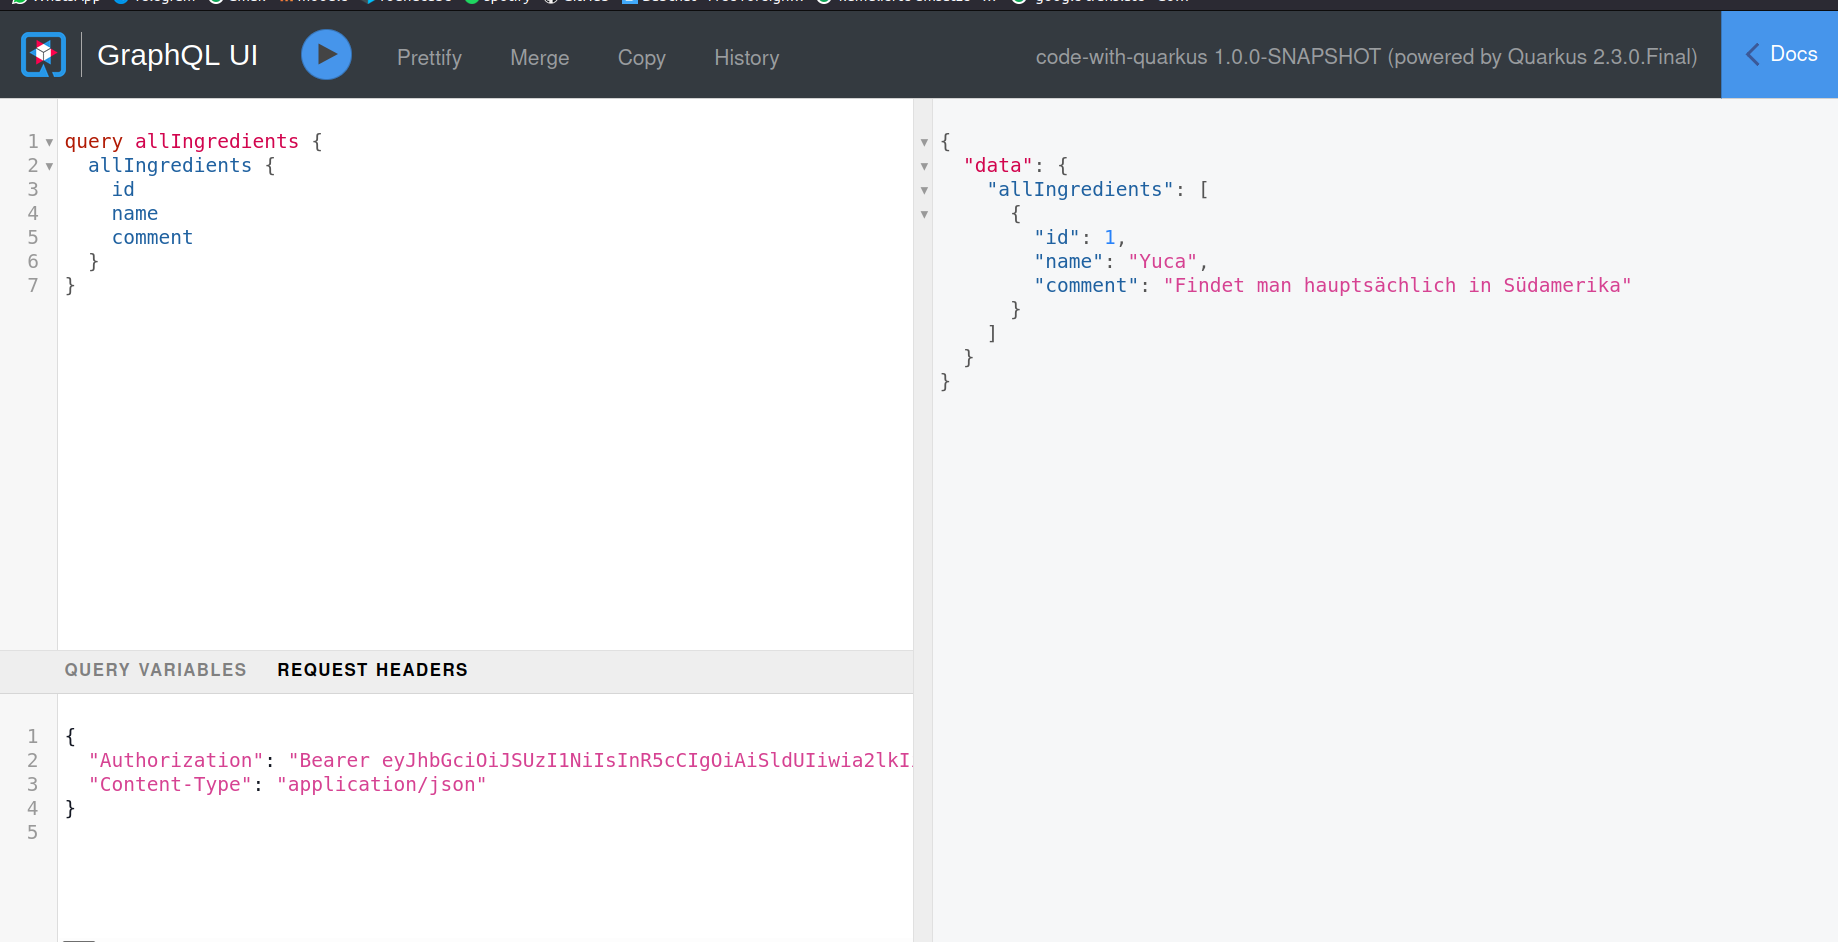 GraphQL UI Prettify Merge Copy History code-with-quarkus 1.0.0-SNAPSHOT (powered by Quarkus 2.3.0.Final) Docs
1 query allIngredients {
2 allIngredients {
3 id
4 name
5 comment
6 }
7 }
{
"data": {
"allIngredients": [
{
"id": 1,
"name": "Yuca",
"comment": "Findet man hauptsächlich in Südamerika"
}
]
}
}
QUERY VARIABLES REQUEST HEADERS
1 {
2 "Authorization": "Bearer eyJhbGciOiJSUzI1NiIsInR5cCIgOiAiSldUIiwia2lkI
3 "Content-Type": "application/json"
4 }
5